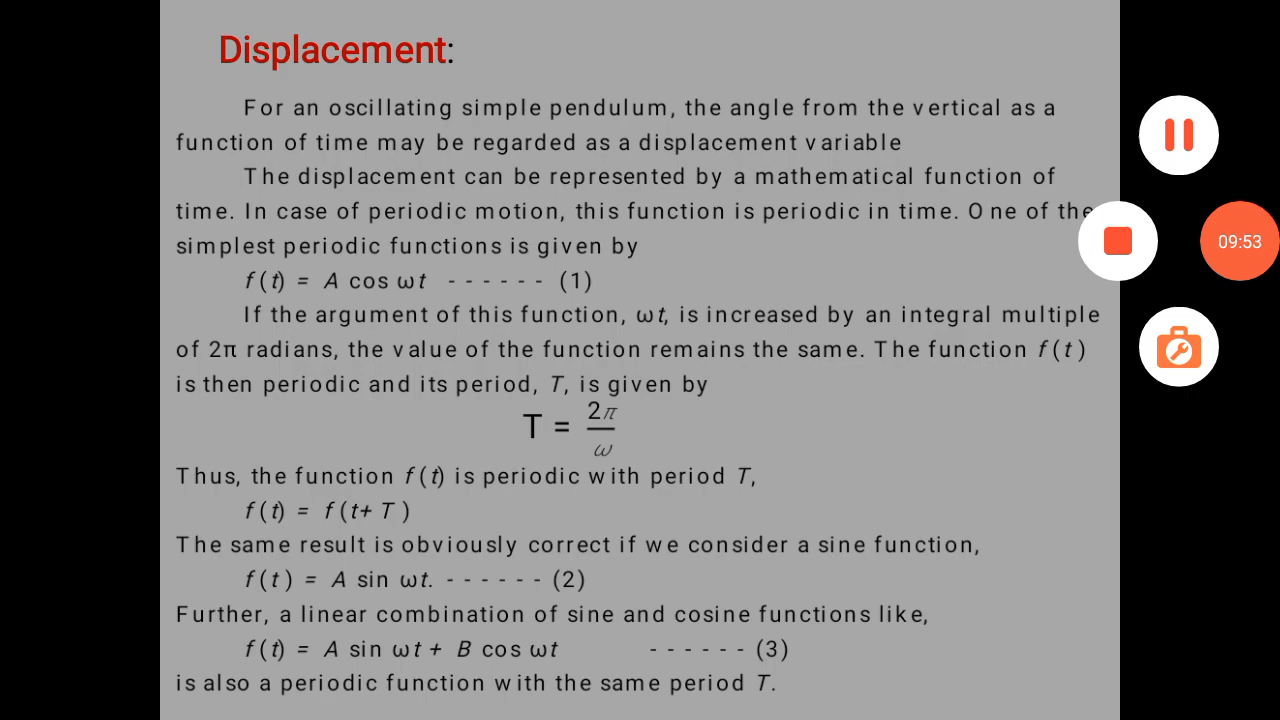 Displacement:
For an oscillating simple pendulum, the angle from the vertical as a
function of time may be regarded as a displacement variable
The displacement can be represented by a mathematical function of
time. In case of periodic motion, this function is periodic in time. One of the
simplest periodic functions is given by
f(t) = A cos ωt ------ (1)
If the argument of this function, ωt, is increased by an integral multiple
of 2π radians, the value of the function remains the same. The function f(t)
is then periodic and its period, T, is given by
T = 2π/ω
Thus, the function f(t) is periodic with period T,
f(t) = f(t+ T)
The same result is obviously correct if we consider a sine function,
f(t) = A sin ωt. ------ (2)
Further, a linear combination of sine and cosine functions like,
f(t) = A sin ωt + B cos ωt ------ (3)
is also a periodic function with the same period T.
09:53